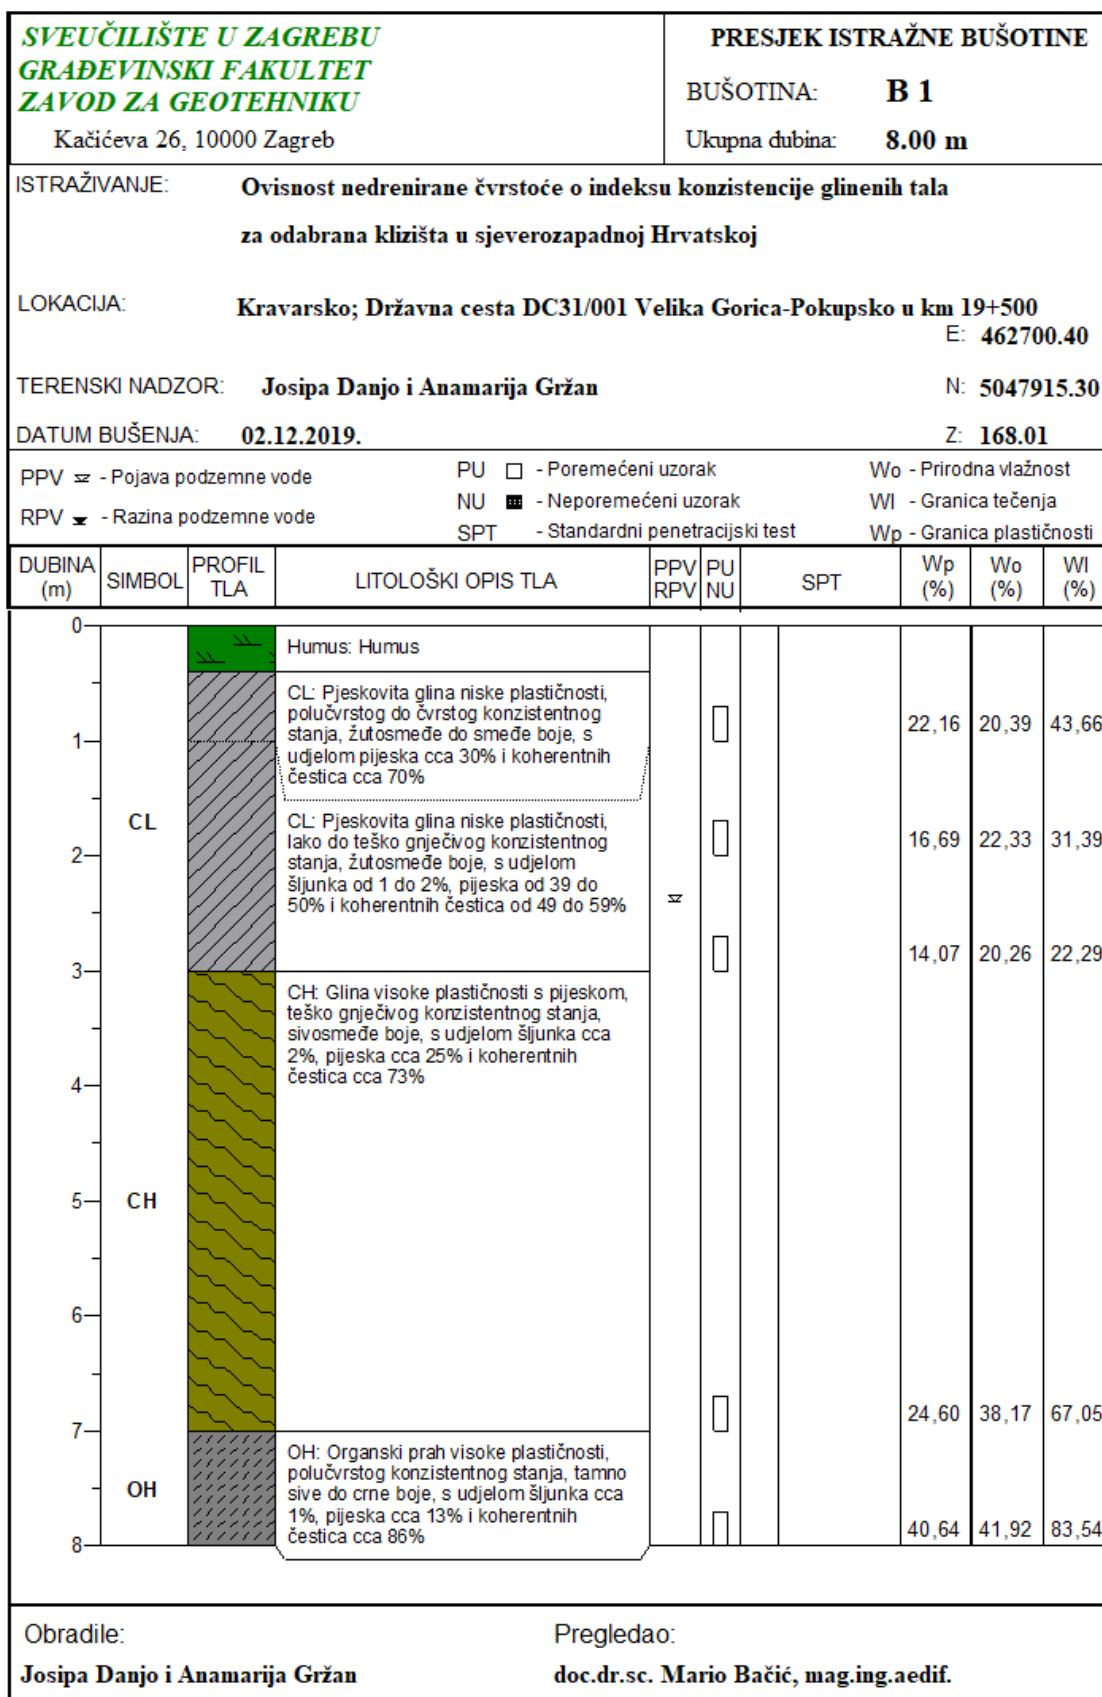 SVEUČILIŠTE U ZAGREBU
GRAĐEVINSKI FAKULTET
ZAVOD ZA GEOTEHNIKU
Kačićeva 26, 10000 Zagreb
PRESJEK ISTRAŽNE BUŠOTINE
BUŠOTINA: B 1
Ukupna dubina: 8.00 m
ISTRAŽIVANJE: Ovisnost nedrenirane čvrstoće o indeksu konzistencije glinenih tala
za odabrana klizišta u sjeverozapadnoj Hrvatskoj
LOKACIJA: Kravarsko; Državna cesta DC31/001 Velika Gorica-Pokupsko u km 19+500
E: 462700.40
TERENSKI NADZOR: Josipa Danjo i Anamarija Gržan N: 5047915.30
DATUM BUŠENJA: 02.12.2019. Z: 168.01
PPV - Pojava podzemne vode
RPV - Razina podzemne vode
PU - Poremećeni uzorak
NU - Neporemećeni uzorak
SPT - Standardni penetracijski test
Wo - Prirodna vlažnost
Wl - Granica tečenja
Wp - Granica plastičnosti
DUBINA (m)
SIMBOL
PROFIL TLA
LITOLOŠKI OPIS TLA
PPV RPV
PU NU
SPT
Wp (%)
Wo (%)
Wl (%)
0
Humus: Humus
CL: Pjeskovita glina niske plastičnosti,
polučvrstog do čvrstog konzistentnog
stanja, žutosmeđe do smeđe boje, s
udjelom pijeska cca 30% i koherentnih
čestica cca 70%
22,16 20,39 43,66
1
CL
CL: Pjeskovita glina niske plastičnosti,
lako do teško gnječivog konzistentnog
stanja, žutosmeđe boje, s udjelom
šljunka od 1 do 2%, pijeska od 39 do
50% i koherentnih čestica od 49 do 59%
16,69 22,33 31,39
2
14,07 20,26 22,29
3
CH: Glina visoke plastičnosti s pijeskom,
teško gnječivog konzistentnog stanja,
sivosmeđe boje, s udjelom šljunka cca
2%, pijeska cca 25% i koherentnih
čestica cca 73%
4
5
CH
6
24,60 38,17 67,05
7
OH
OH: Organski prah visoke plastičnosti,
polučvrstog konzistentnog stanja, tamno
sive do crne boje, s udjelom šljunka cca
1%, pijeska cca 13% i koherentnih
čestica cca 86%
40,64 41,92 83,54
8
Obradile:
Josipa Danjo i Anamarija Gržan
Pregledao:
doc.dr.sc. Mario Bačić, mag.ing.aedif.